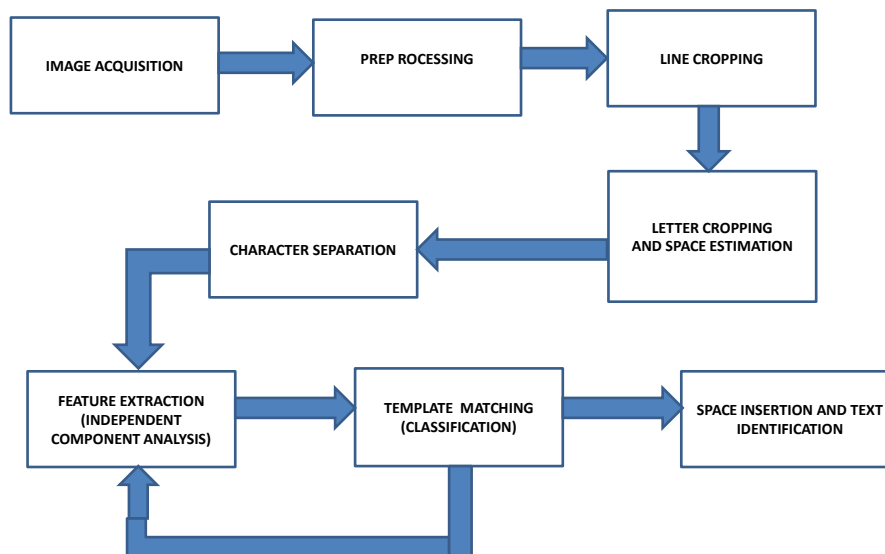 IMAGE ACQUISITION
PREP ROCESSING
LINE CROPPING
LETTER CROPPING
AND SPACE ESTIMATION
CHARACTER SEPARATION
FEATURE EXTRACTION
(INDEPENDENT
COMPONENT ANALYSIS)
TEMPLATE MATCHING
(CLASSIFICATION)
SPACE INSERTION AND TEXT
IDENTIFICATION